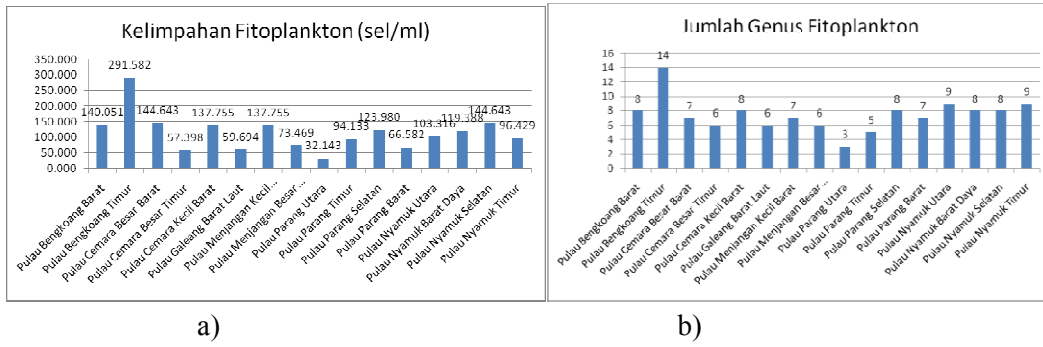 Kelimpahan Fitoplankton (sel/ml)
350.000
300.000
250.000
200.000
150.000
100.000
50.000
0.000
140.051
291.582
144.643
57.398
137.755
59.694
137.755
73.469
32.143
94.133
123.980
66.582
103.316
119.388
144.643
96.429
Pulau Bengkoang Barat
Pulau Bengkoang Timur
Pulau Cemara Besar Barat
Pulau Cemara Besar Timur
Pulau Cemara Kecil Barat
Pulau Galeang Barat Laut
Pulau Menjangan Kecil...
Pulau Menjangan Besar...
Pulau Parang Utara
Pulau Parang Timur
Pulau Parang Selatan
Pulau Parang Barat
Pulau Nyamuk Utara
Pulau Nyamuk Barat Daya
Pulau Nyamuk Selatan
Pulau Nyamuk Timur
a)
Jumlah Genus Fitoplankton
16
14
12
10
8
6
4
2
0
8
14
7
6
8
6
7
6
3
5
8
7
9
8
8
9
Pulau Bengkoang Barat
Pulau Bengkoang Timur
Pulau Cemara Besar Barat
Pulau Cemara Besar Timur
Pulau Cemara Kecil Barat
Pulau Galeang Barat Laut
Pulau Menjangan Kecil Barat
Pulau Menjangan Besar...
Pulau Parang Utara
Pulau Parang Timur
Pulau Parang Selatan
Pulau Parang Barat
Pulau Nyamuk Utara
Pulau Nyamuk Barat Daya
Pulau Nyamuk Selatan
Pulau Nyamuk Timur
b)